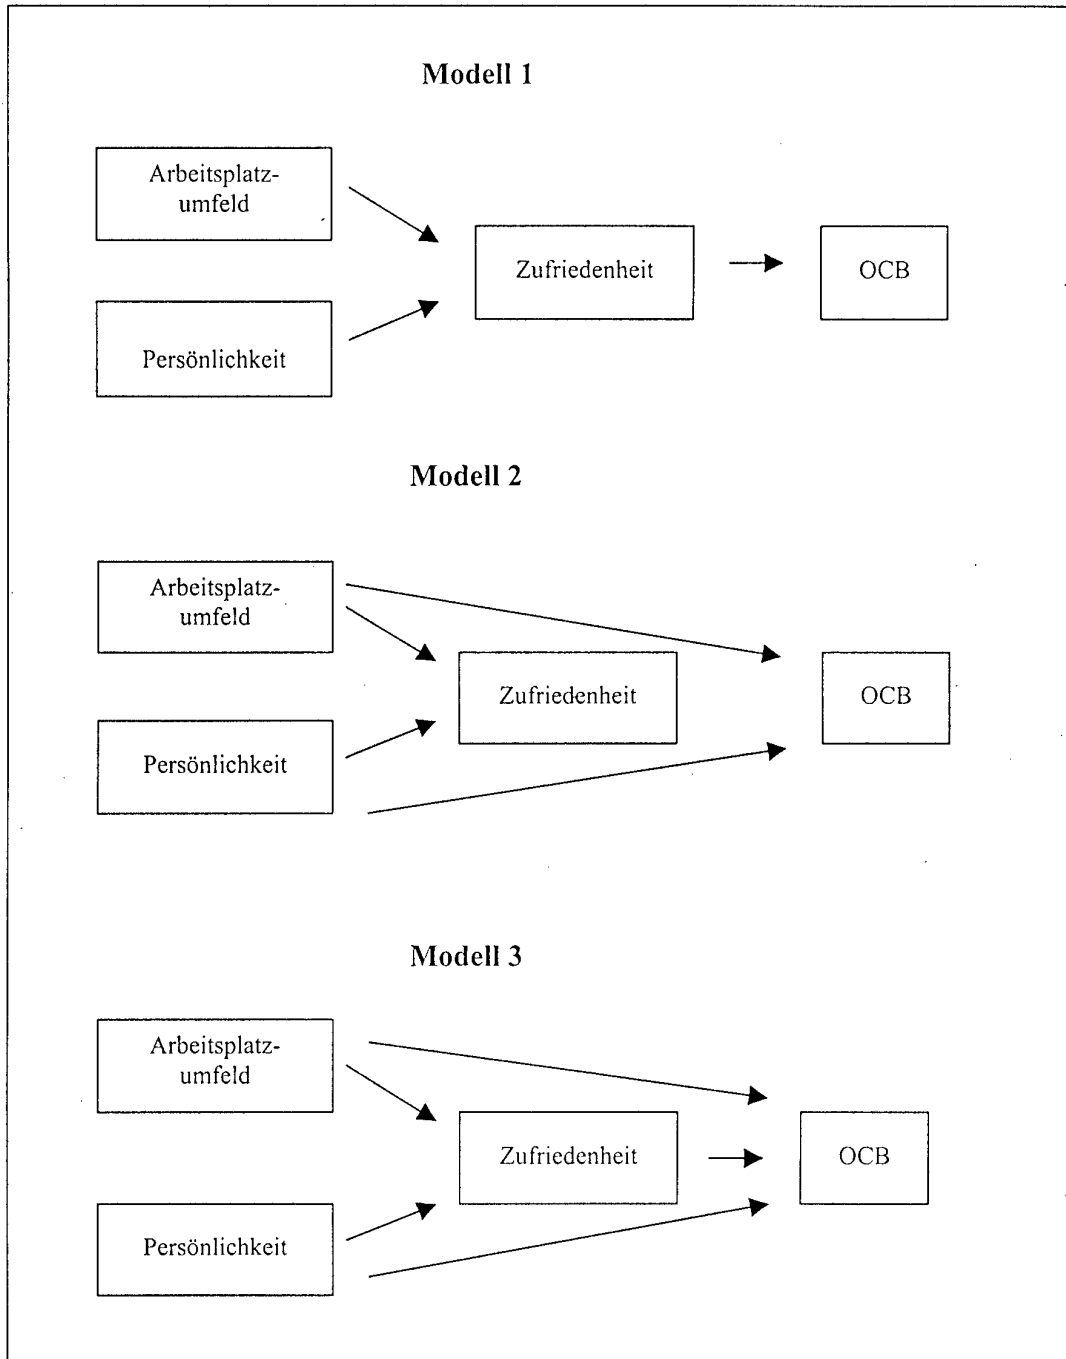 Modell 1
Arbeitsplatz-
umfeld
Zufriedenheit
OCB
Persönlichkeit
Modell 2
Arbeitsplatz-
umfeld
Zufriedenheit
OCB
Persönlichkeit
Modell 3
Arbeitsplatz-
umfeld
Zufriedenheit
OCB
Persönlichkeit